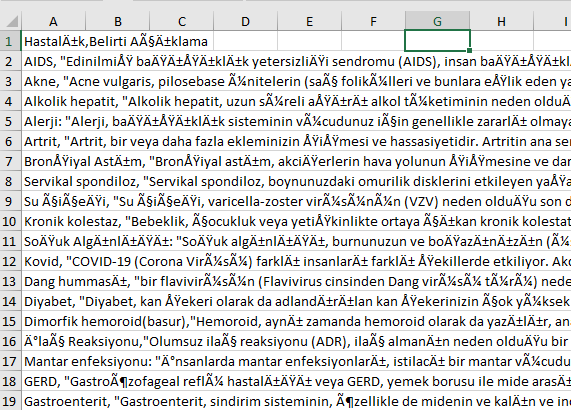 A B C D E F G H I
1 HastalÄ±k,Belirti AÃ§Ä±klama
2 AIDS, "EdinilmiÅŸ baÄŸÄ±ÅŸÄ±klÄ±k yetersizliÄŸi sendromu (AIDS), insan baÄŸÄ±ÅŸÄ±klÄ±k
3 Akne, "Acne vulgaris, pilosebase Ã¼nitelerin (saÃ§ folikÃ¼lleri ve bunlara eÅŸlik eden ya
4 Alkolik hepatit, "Alkolik hepatit, uzun sÃ¼reli aÅŸÄ±rÄ± alkol tÃ¼ketiminin neden olduÄ
5 Alerji: "Alerji, baÄŸÄ±ÅŸÄ±klÄ±k sisteminin vÃ¼cudunuz iÃ§in genellikle zararlÄ± olmaya
6 Artrit, "Artrit, bir veya daha fazla ekleminizin ÅŸiÅŸmesi ve hassasiyetidir. Artritin ana ser
7 BronÅŸiyal AstÄ±m, "BronÅŸiyal astÄ±m, akciÄŸerlerin hava yolunun ÅŸiÅŸmesine ve dar
8 Servikal spondiloz, "Servikal spondiloz, boynunuzdaki omurilik disklerini etkileyen yaÅŸa
9 Su Ã§iÃ§eÄŸi, "Su Ã§iÃ§eÄŸi, varicella-zoster virÃ¼sÃ¼nÃ¼n (VZV) neden olduÄŸu son d
10 Kronik kolestaz, "Bebeklik, Ã§ocukluk veya yetiÅŸkinlikte ortaya Ã§Ä±kan kronik kolestat
11 SoÄŸuk AlgÄ±nlÄ±ÄŸÄ±: "SoÄŸuk algÄ±nlÄ±ÄŸÄ±, burnunuzun ve boÄŸazÄ±nÄ±zÄ±n (Ã¼
12 Kovid, "COVID-19 (Corona VirÃ¼sÃ¼) farklÄ± insanlarÄ± farklÄ± ÅŸekillerde etkiliyor. Akc
13 Dang hummasÄ±, "bir flavivirÃ¼sÃ¼n (Flavivirus cinsinden Dang virÃ¼sÃ¼ tÃ¼rÃ¼) nede
14 Diyabet, "Diyabet, kan ÅŸekeri olarak da adlandÄ±rÄ±lan kan ÅŸekerinizin Ã§ok yÃ¼ksek
15 Dimorfik hemoroid(basur),"Hemoroid, aynÄ± zamanda hemoroid olarak da yazÄ±lÄ±r, anÃ
16 Ä°laÃ§ Reaksiyonu,"Olumsuz ilaÃ§ reaksiyonu (ADR), ilaÃ§ almanÄ±n neden olduÄŸu bir
17 Mantar enfeksiyonu: "Ä°nsanlarda mantar enfeksiyonlarÄ±, istilacÄ± bir mantar vÃ¼cudu
18 GERD, "GastroÃ¶zofageal reflÃ¼ hastalÄ±ÄŸÄ± veya GERD, yemek borusu ile mide arasÄ±
19 Gastroenterit, "Gastroenterit, sindirim sisteminin, Ã¶zellikle de midenin ve kalÄ±n ve inc